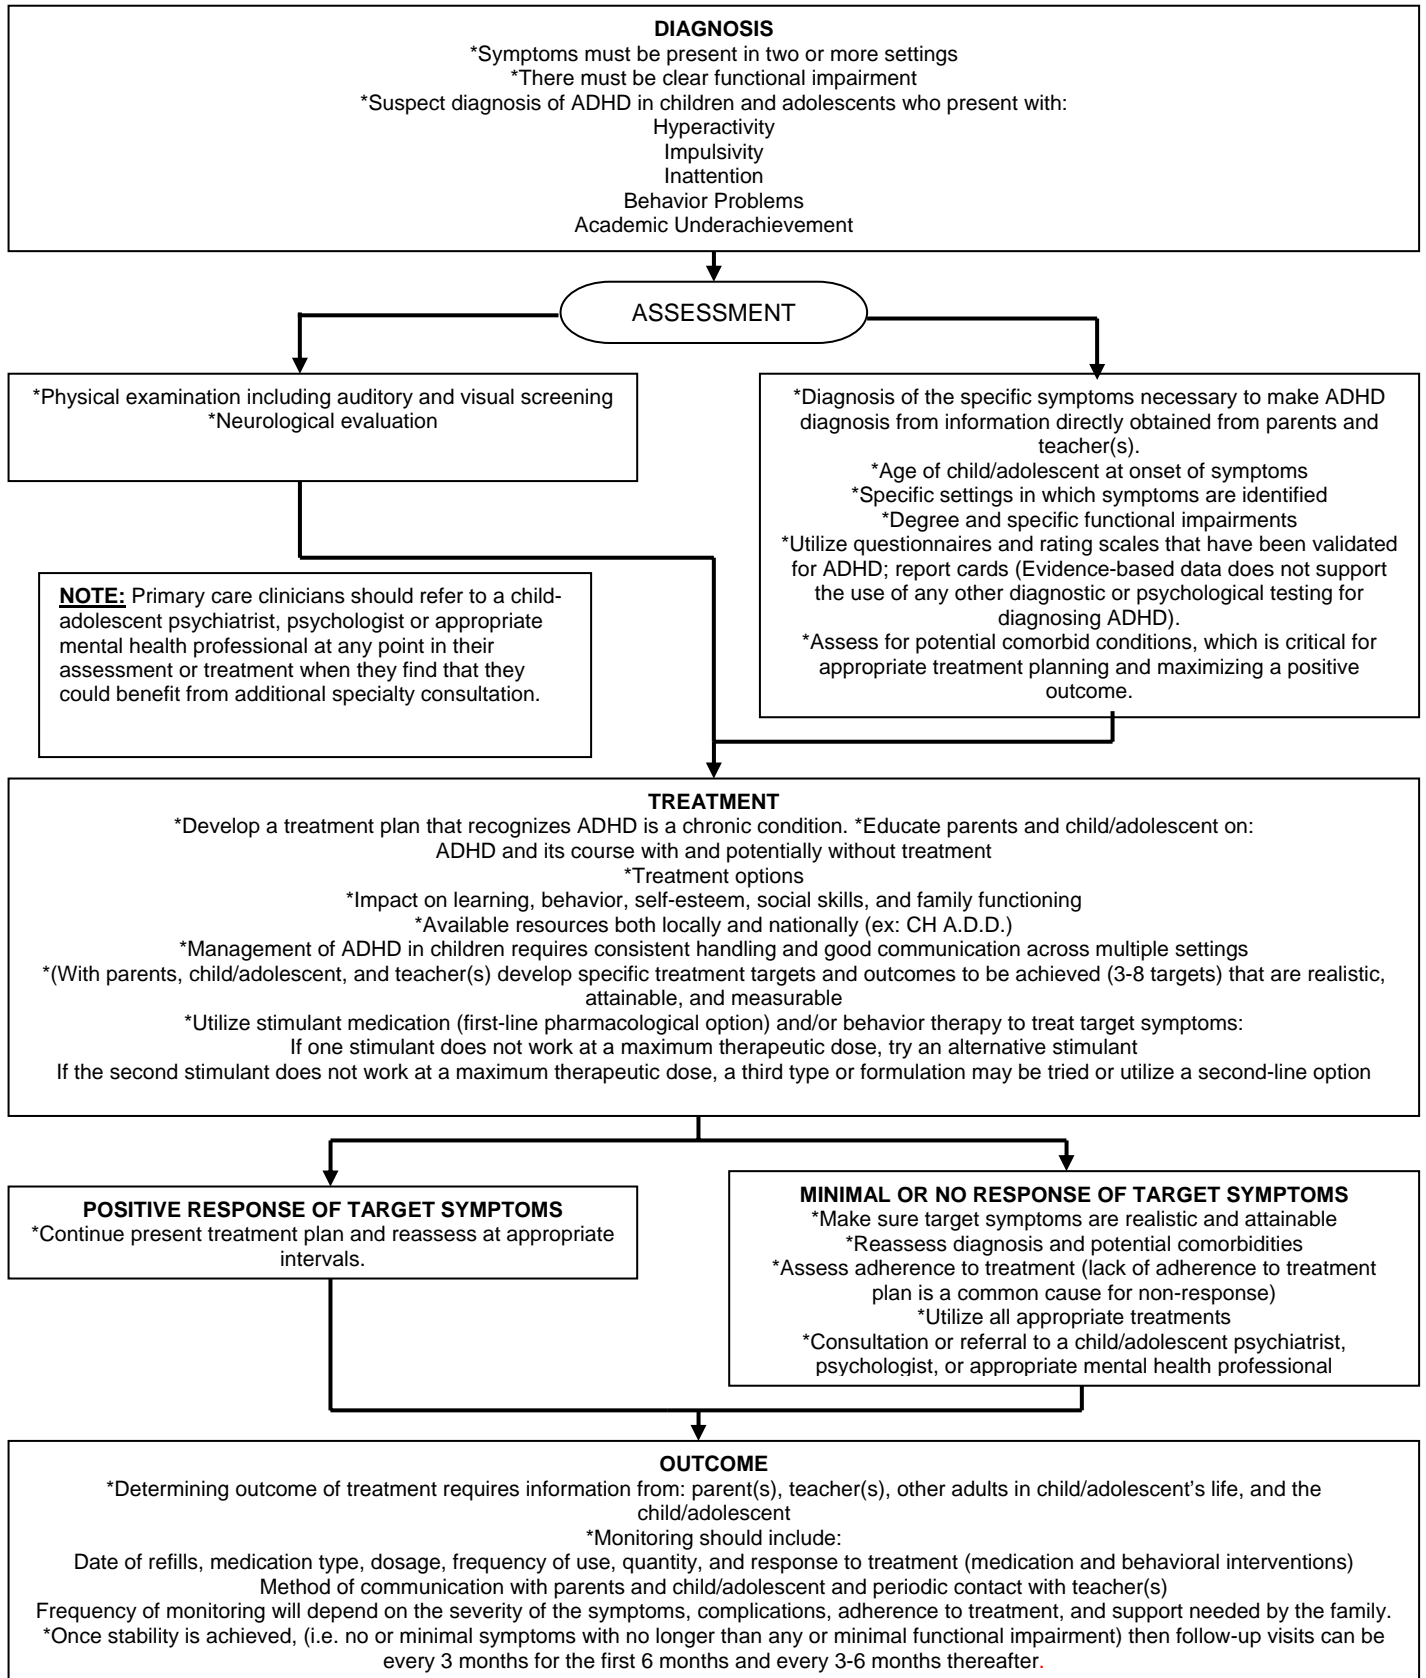 DIAGNOSIS
*Symptoms must be present in two or more settings
*There must be clear functional impairment
*Suspect diagnosis of ADHD in children and adolescents who present with:
Hyperactivity
Impulsivity
Inattention
Behavior Problems
Academic Underachievement
ASSESSMENT
*Physical examination including auditory and visual screening
*Neurological evaluation
*Diagnosis of the specific symptoms necessary to make ADHD
diagnosis from information directly obtained from parents and
teacher(s).
*Age of child/adolescent at onset of symptoms
*Specific settings in which symptoms are identified
*Degree and specific functional impairments
*Utilize questionnaires and rating scales that have been validated
for ADHD; report cards (Evidence-based data does not support
the use of any other diagnostic or psychological testing for
diagnosing ADHD).
*Assess for potential comorbid conditions, which is critical for
appropriate treatment planning and maximizing a positive
outcome.
NOTE: Primary care clinicians should refer to a child-
adolescent psychiatrist, psychologist or appropriate
mental health professional at any point in their
assessment or treatment when they find that they
could benefit from additional specialty consultation.
TREATMENT
*Develop a treatment plan that recognizes ADHD is a chronic condition. *Educate parents and child/adolescent on:
ADHD and its course with and potentially without treatment
*Treatment options
*Impact on learning, behavior, self-esteem, social skills, and family functioning
*Available resources both locally and nationally (ex: CH A.D.D.)
*Management of ADHD in children requires consistent handling and good communication across multiple settings
*(With parents, child/adolescent, and teacher(s) develop specific treatment targets and outcomes to be achieved (3-8 targets) that are realistic,
attainable, and measurable
*Utilize stimulant medication (first-line pharmacological option) and/or behavior therapy to treat target symptoms:
If one stimulant does not work at a maximum therapeutic dose, try an alternative stimulant
If the second stimulant does not work at a maximum therapeutic dose, a third type or formulation may be tried or utilize a second-line option
POSITIVE RESPONSE OF TARGET SYMPTOMS
*Continue present treatment plan and reassess at appropriate
intervals.
MINIMAL OR NO RESPONSE OF TARGET SYMPTOMS
*Make sure target symptoms are realistic and attainable
*Reassess diagnosis and potential comorbidities
*Assess adherence to treatment (lack of adherence to treatment
plan is a common cause for non-response)
*Utilize all appropriate treatments
*Consultation or referral to a child/adolescent psychiatrist,
psychologist, or appropriate mental health professional
OUTCOME
*Determining outcome of treatment requires information from: parent(s), teacher(s), other adults in child/adolescent's life, and the
child/adolescent
*Monitoring should include:
Date of refills, medication type, dosage, frequency of use, quantity, and response to treatment (medication and behavioral interventions)
Method of communication with parents and child/adolescent and periodic contact with teacher(s)
Frequency of monitoring will depend on the severity of the symptoms, complications, adherence to treatment, and support needed by the family.
*Once stability is achieved, (i.e. no or minimal symptoms with no longer than any or minimal functional impairment) then follow-up visits can be
every 3 months for the first 6 months and every 3-6 months thereafter.